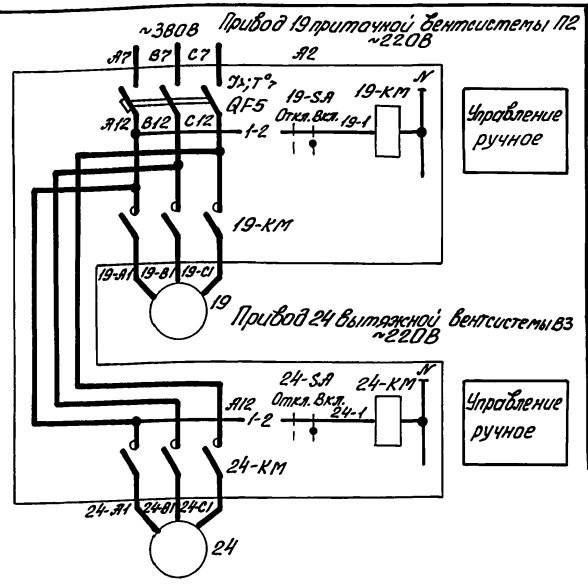 Привод 19 приточной вентсистемы П2
~380В
~220В
А7 В7 С7
А2
I>; T°>
QF5
19-SA
19-КМ
N
Откл. Вкл.
А12 В12 С12
1-2
19-1
Управление
ручное
19-КМ
19-А1 19-В1 19-С1
19
Привод 24 вытяжной вентсистемы В3
~220В
24-SA
24-КМ
N
А12
Откл. Вкл.
1-2
24-1
Управление
ручное
24-КМ
24-А1 24-В1 24-С1
24